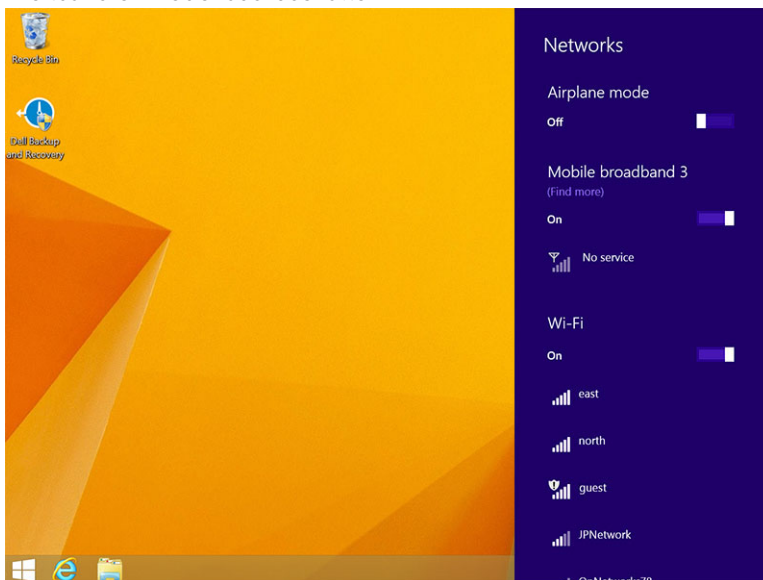 Recycle Bin
Dell Backup
and Recovery
Networks
Airplane mode
Off
Mobile broadband 3
(Find more)
On
No service
Wi-Fi
On
east
north
guest
JPNetwork